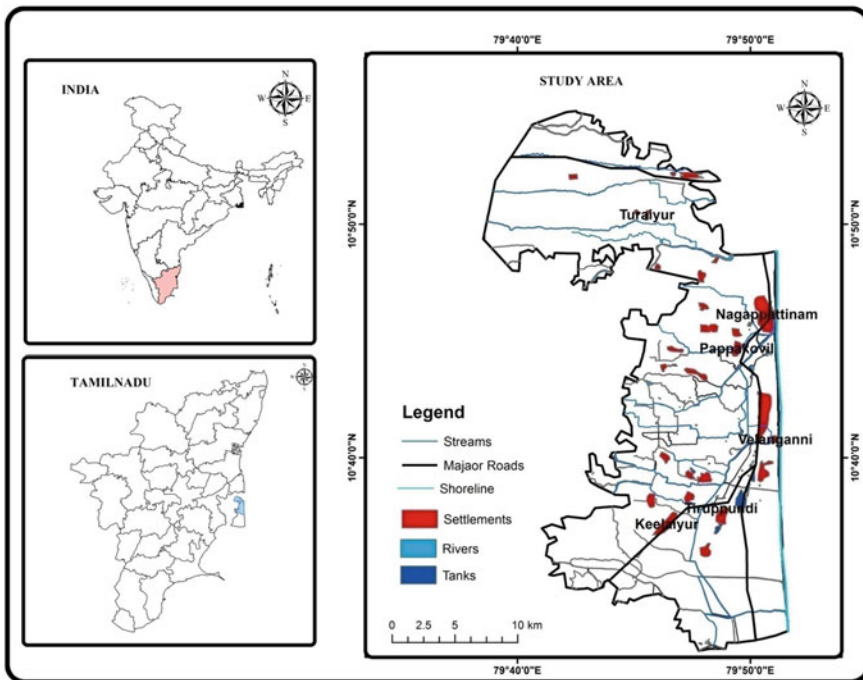 INDIA
N
W E
S
TAMILNADU
79°40'0"E 79°50'0"E
STUDY AREA
N
W E
S
10°50'0"N
10°40'0"N
Turaiyur
Nagappattinam
Pappakovil
Velanganni
Tiruppundi
Keelaiyur
Legend
Streams
Majaor Roads
Shoreline
Settlements
Rivers
Tanks
0 2.5 5 10 km
10°50'0"N
10°40'0"N
79°40'0"E 79°50'0"E